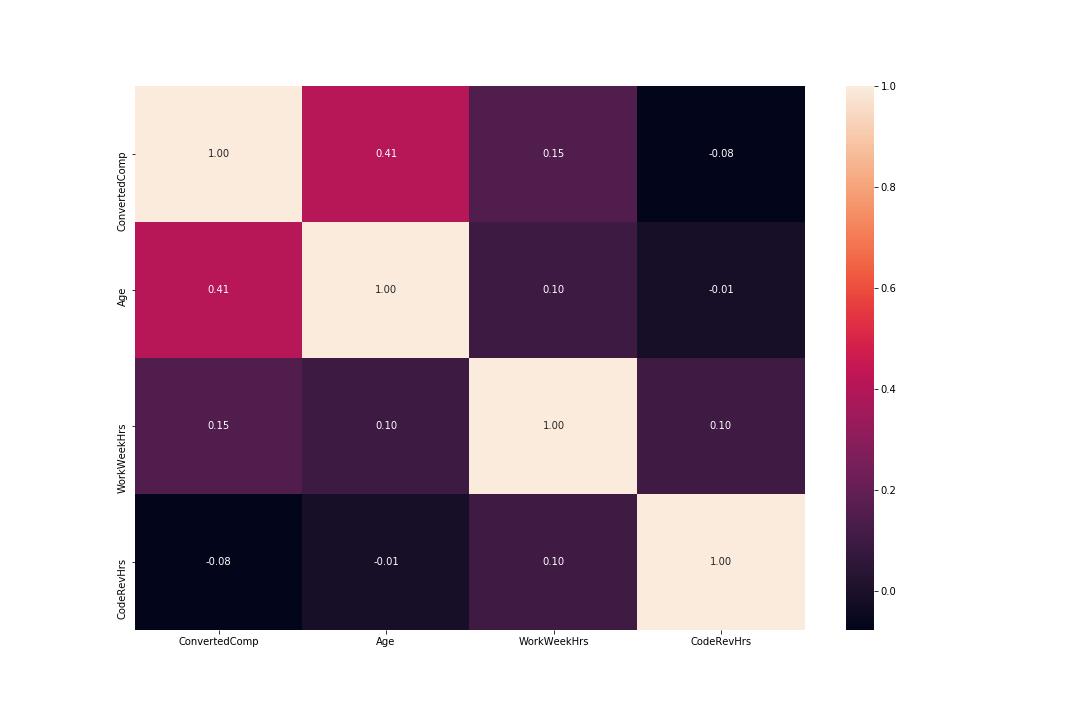 1.0
ConvertedComp 1.00 0.41 0.15 -0.08
0.8
Age 0.41 1.00 0.10 -0.01
0.6
0.4
WorkWeekHrs 0.15 0.10 1.00 0.10
0.2
CodeRevHrs -0.08 -0.01 0.10 1.00
0.0
ConvertedComp Age WorkWeekHrs CodeRevHrs